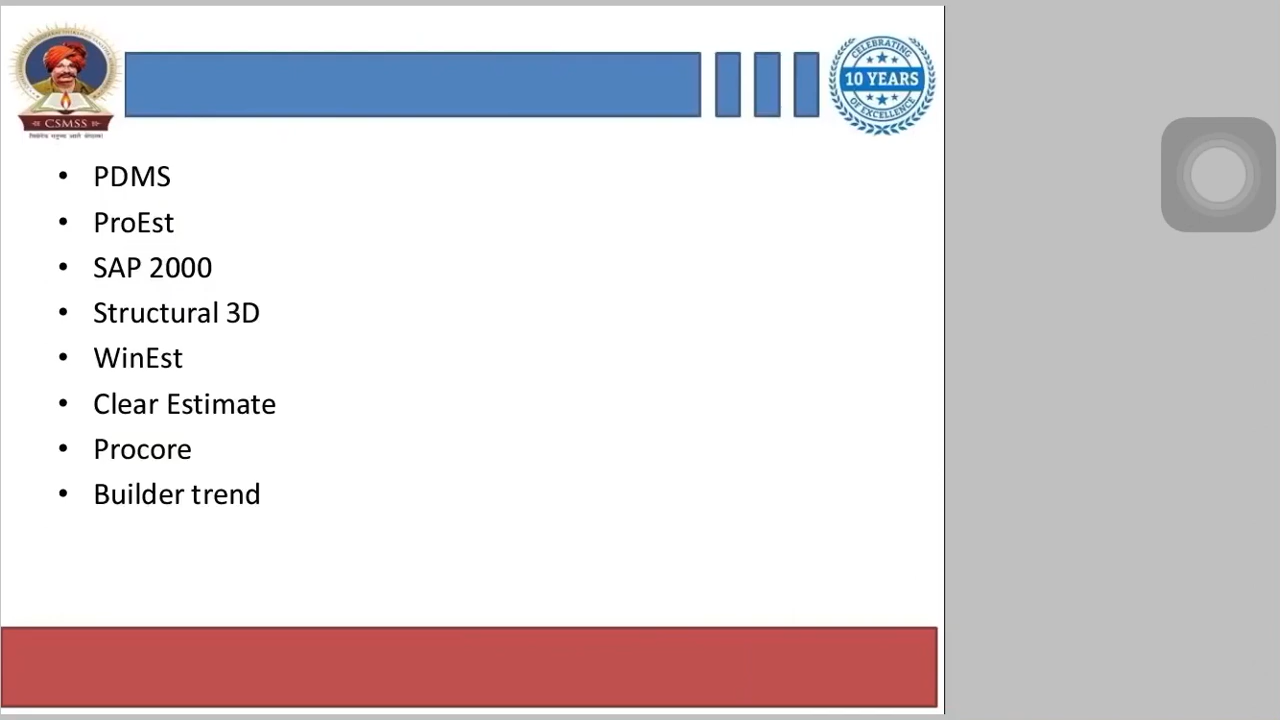 CSMSS
CELEBRATING
10 YEARS
OF EXCELLENCE
• PDMS
• ProEst
• SAP 2000
• Structural 3D
• WinEst
• Clear Estimate
• Procore
• Builder trend